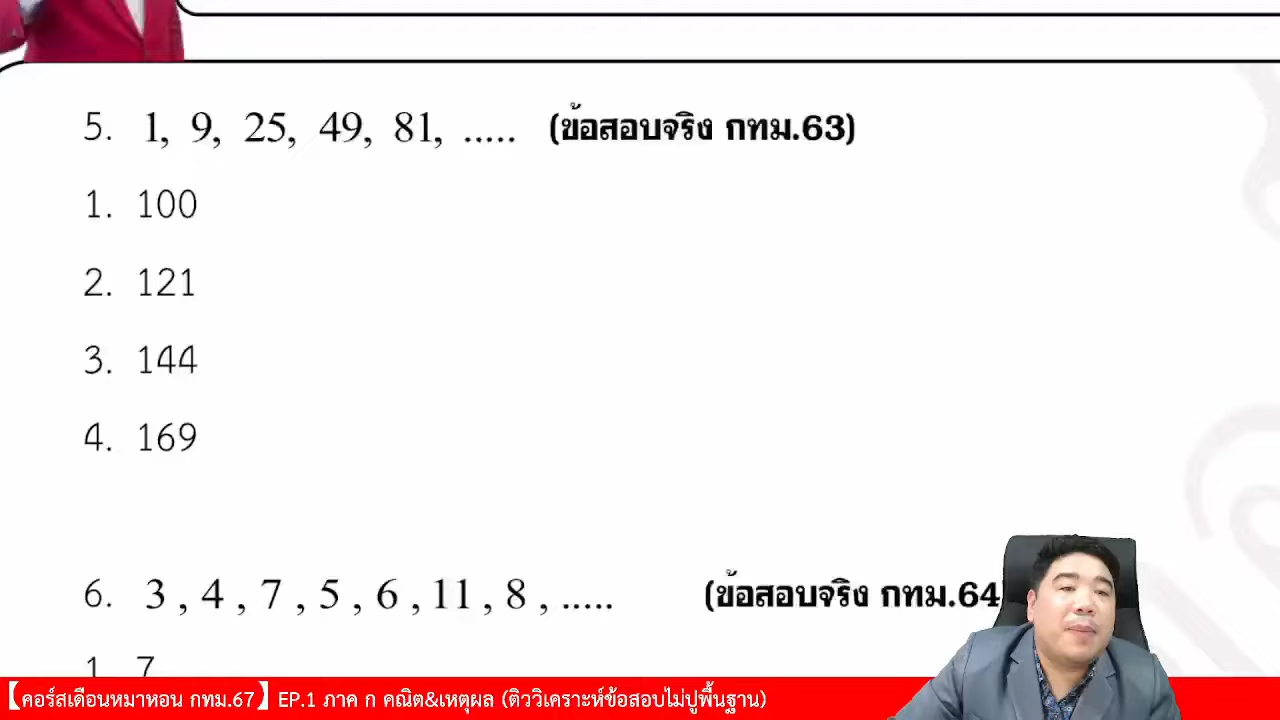 5. 1, 9, 25, 49, 81, ..... (ข้อสอบจริง กทม.63)
1. 100
2. 121
3. 144
4. 169
6. 3 , 4 , 7 , 5 , 6 , 11 , 8 , ..... (ข้อสอบจริง กทม.64
1 7
【คอร์สเดือนหมาหอน กทม.67】 EP.1 ภาค ก คณิต&เหตุผล (ติววิเคราะห์ข้อสอบไม่ปูพื้นฐาน)